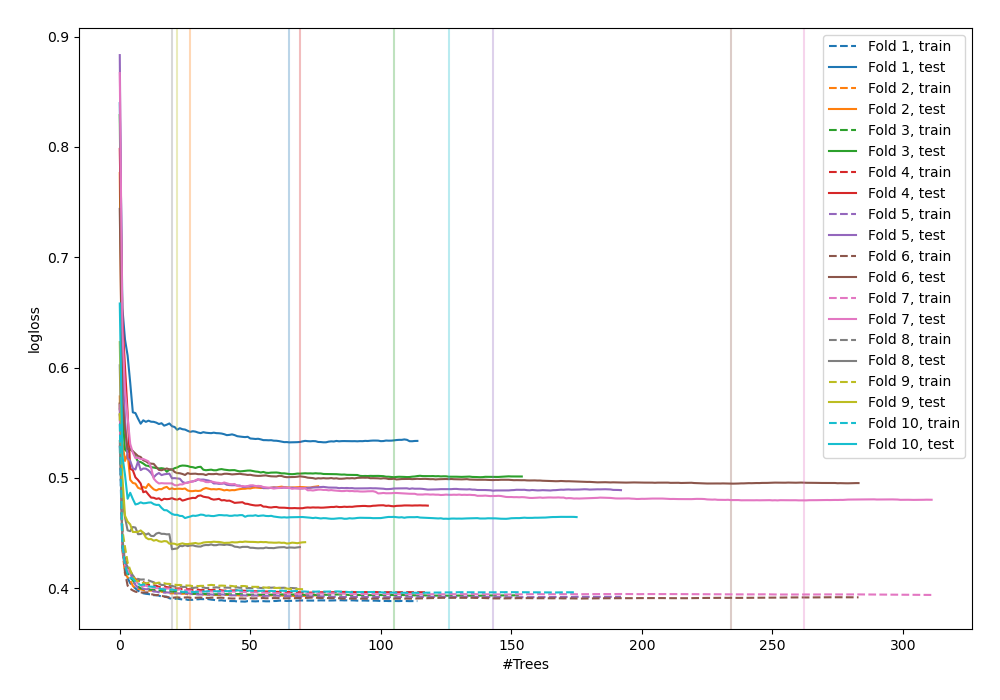 0.9
0.8
0.7
0.6
0.5
0.4
logloss
0
50
100
150
200
250
300
#Trees
Fold 1, train
Fold 1, test
Fold 2, train
Fold 2, test
Fold 3, train
Fold 3, test
Fold 4, train
Fold 4, test
Fold 5, train
Fold 5, test
Fold 6, train
Fold 6, test
Fold 7, train
Fold 7, test
Fold 8, train
Fold 8, test
Fold 9, train
Fold 9, test
Fold 10, train
Fold 10, test